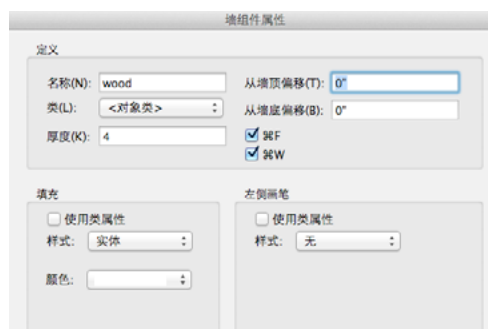 墙组件属性
定义
名称(N): wood 从墙顶偏移(T): 0"
类(L): <对象类> 从墙底偏移(B): 0"
厚度(K): 4 ⌘F
⌘W
填充 左侧画笔
使用类属性 使用类属性
样式: 实体 样式: 无
颜色: